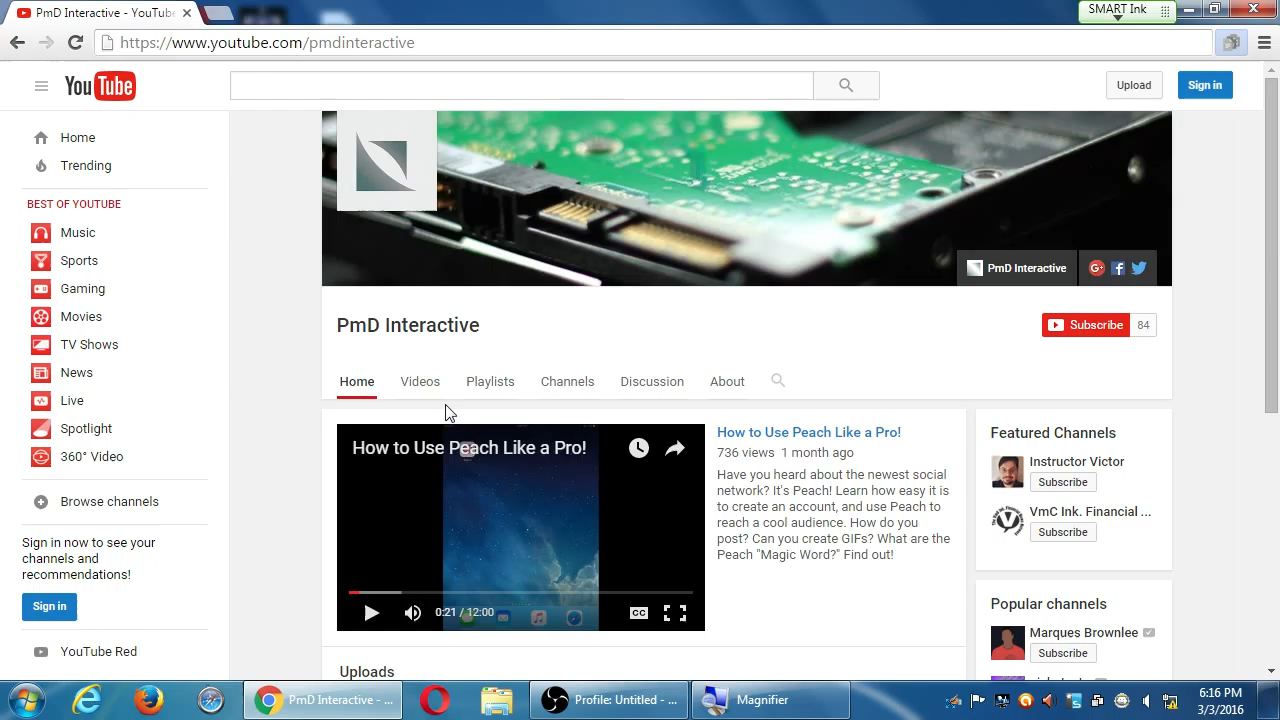 PmD Interactive - YouTube
SMART Ink
https://www.youtube.com/pmdinteractive
YouTube
Upload
Sign in
Home
Trending
BEST OF YOUTUBE
Music
Sports
Gaming
Movies
TV Shows
News
Live
Spotlight
360° Video
Browse channels
Sign in now to see your
channels and
recommendations!
Sign in
YouTube Red
PmD Interactive
PmD Interactive
Subscribe 84
Home Videos Playlists Channels Discussion About
How to Use Peach Like a Pro!
0:21 / 12:00
CC
How to Use Peach Like a Pro!
736 views 1 month ago
Have you heard about the newest social
network? It's Peach! Learn how easy it is
to create an account, and use Peach to
reach a cool audience. How do you
post? Can you create GIFs? What are the
Peach "Magic Word?" Find out!
Uploads
Featured Channels
Instructor Victor
Subscribe
VmC Ink. Financial ...
Subscribe
Popular channels
Marques Brownlee
Subscribe
PmD Interactive - ...
Profile: Untitled - ...
Magnifier
6:16 PM
3/3/2016